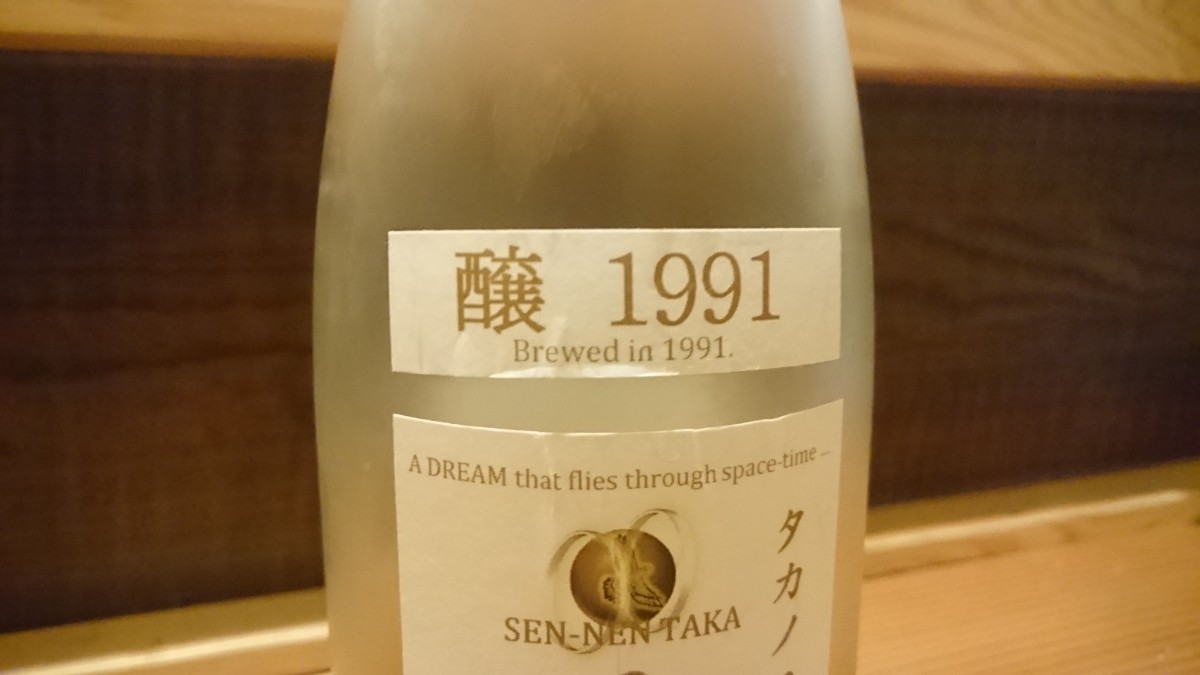 醸 1991
Brewed in 1991.
A DREAM that flies through space-time ...
SEN-NEN TAKA
タカノ